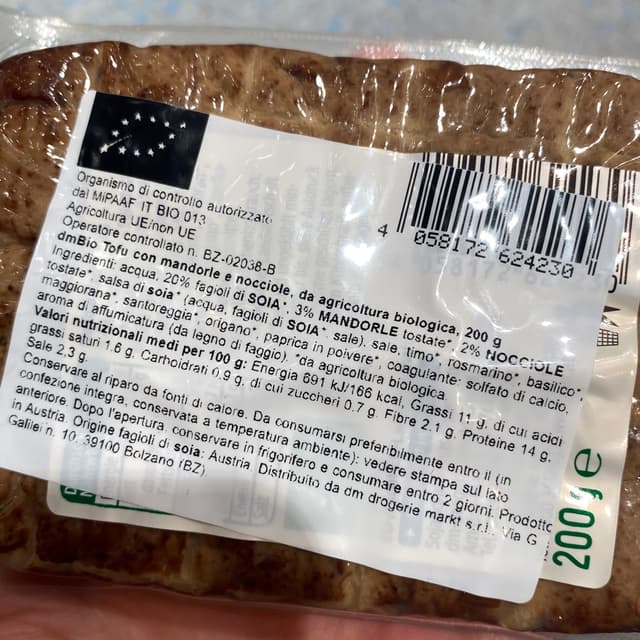 Organismo di controllo autorizzato
dal MiPAAF IT BIO 013
Agricoltura UE/non UE
Operatore controllato n. BZ-02038-B
dmBio Tofu con mandorle e nocciole, da agricoltura biologica, 200 g
Ingredienti: acqua, 20% fagioli di SOIA*, 3% MANDORLE tostate*, 2% NOCCIOLE
tostate*, salsa di soia* (acqua, fagioli di SOIA*, sale), sale, timo*, rosmarino*, basilico*,
maggiorana*, santoreggia*, origano*, paprica in polvere*, coagulante: solfato di calcio,
aroma di affumicatura (da legno di faggio). *da agricoltura biologica
Valori nutrizionali medi per 100 g: Energia 691 kJ/166 kcal, Grassi 11 g, di cui acidi
grassi saturi 1.6 g, Carboidrati 0.9 g, di cui zuccheri 0.7 g, Fibre 2.1 g, Proteine 14 g,
Sale 2.3 g.
Conservare al riparo da fonti di calore. Da consumarsi preferibilmente entro il (in
confezione integra, conservata a temperatura ambiente): vedere stampa sul lato
anteriore. Dopo l'apertura, conservare in frigorifero e consumare entro 2 giorni. Prodotto
in Austria. Origine fagioli di soia: Austria. Distribuito da dm drogerie markt s.r.l., Via G.
Galilei n. 10, 39100 Bolzano (BZ)
4 058172 624230
200g e